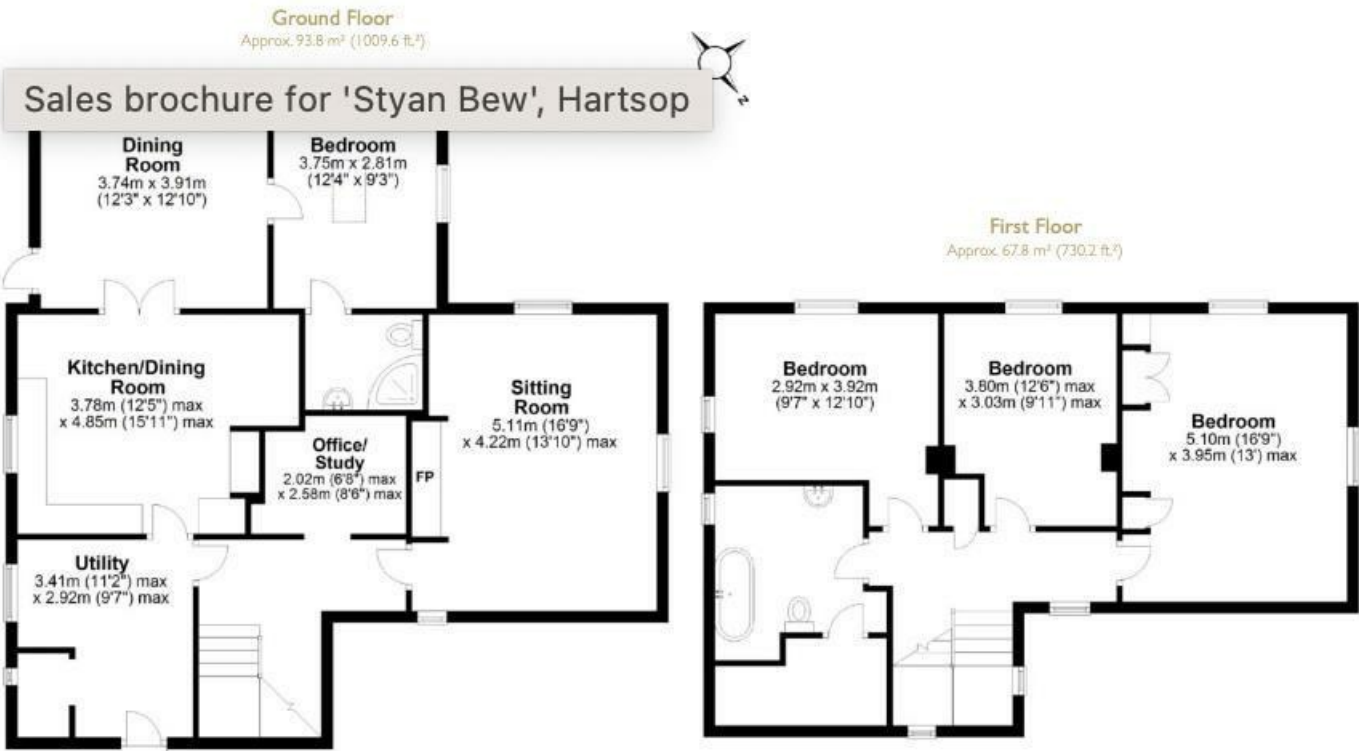 Ground Floor
Approx. 93.8 m² (1009.6 ft.²)
N
Sales brochure for 'Styan Bew', Hartsop
Dining
Room
3.74m x 3.91m
(12'3" x 12'10")
Bedroom
3.75m x 2.81m
(12'4" x 9'3")
Kitchen/Dining
Room
3.78m (12'5") max
x 4.85m (15'11") max
Office/
Study
2.02m (6'8") max
x 2.58m (8'6") max
FP
Sitting
Room
5.11m (16'9")
x 4.22m (13'10") max
Utility
3.41m (11'2") max
x 2.92m (9'7") max
First Floor
Approx. 67.8 m² (730.2 ft.²)
Bedroom
2.92m x 3.92m
(9'7" x 12'10")
Bedroom
3.80m (12'6") max
x 3.03m (9'11") max
Bedroom
5.10m (16'9")
x 3.95m (13') max